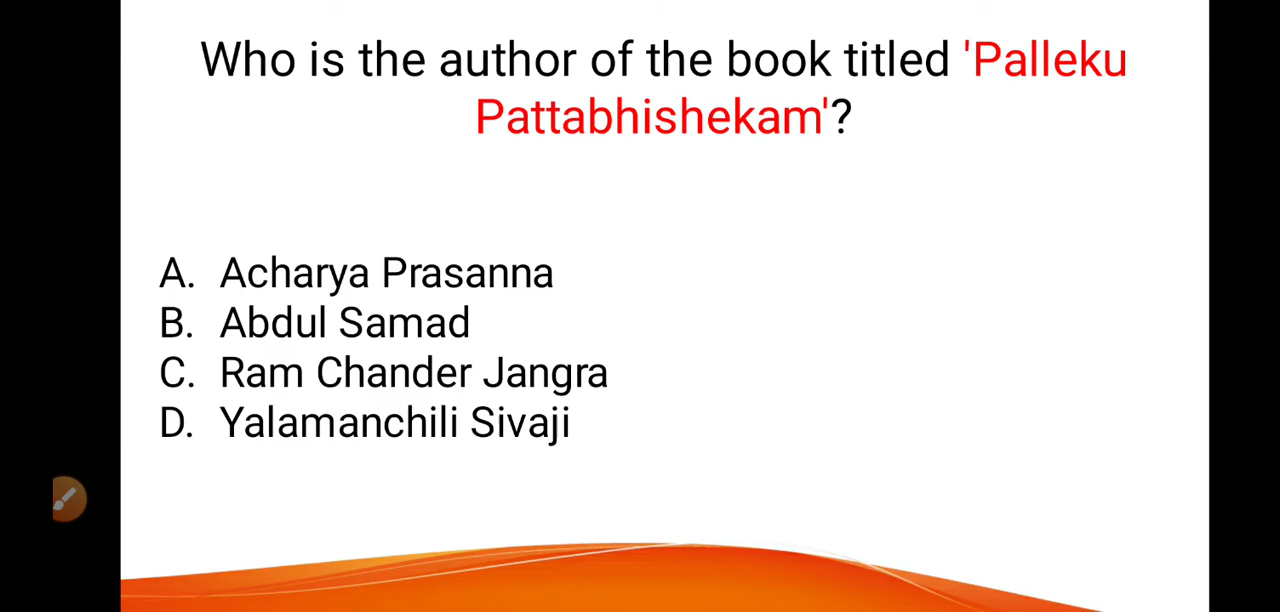 Who is the author of the book titled 'Palleku
Pattabhishekam'?
A. Acharya Prasanna
B. Abdul Samad
C. Ram Chander Jangra
D. Yalamanchili Sivaji